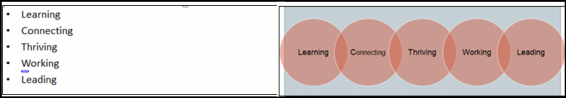 • Learning
• Connecting
• Thriving
• Working
• Leading
Learning Connecting Thriving Working Leading